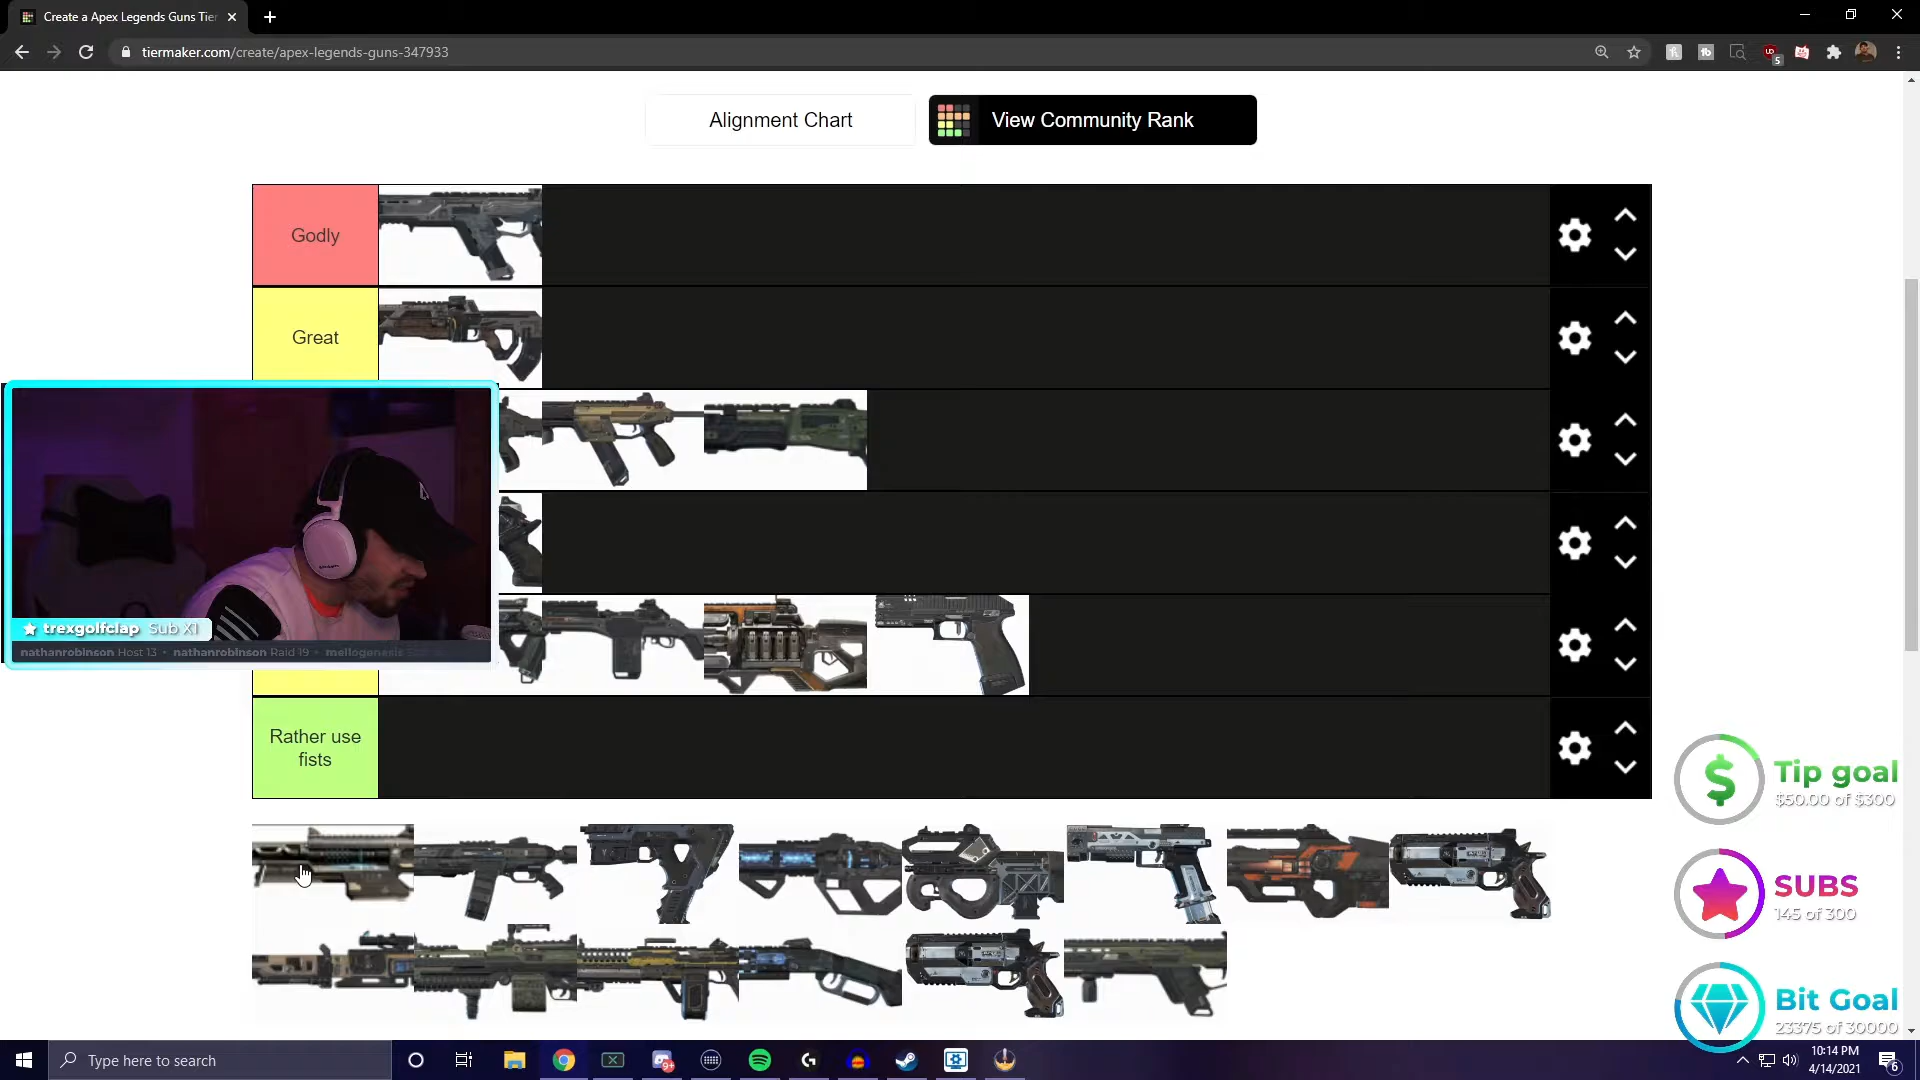 Create a Apex Legends Guns Tier
tiermaker.com/create/apex-legends-guns-347933
5
Alignment Chart
View Community Rank
Godly
Great
trexgolfclap Sub X1
nathanrobinson Host 13 • nathanrobinson Raid 19 • mellogenesis
Rather use
fists
Tip goal
$50.00 of $300
SUBS
145 of 300
Bit Goal
23375 of 30000
Type here to search
9+
10:14 PM
4/14/2021
6